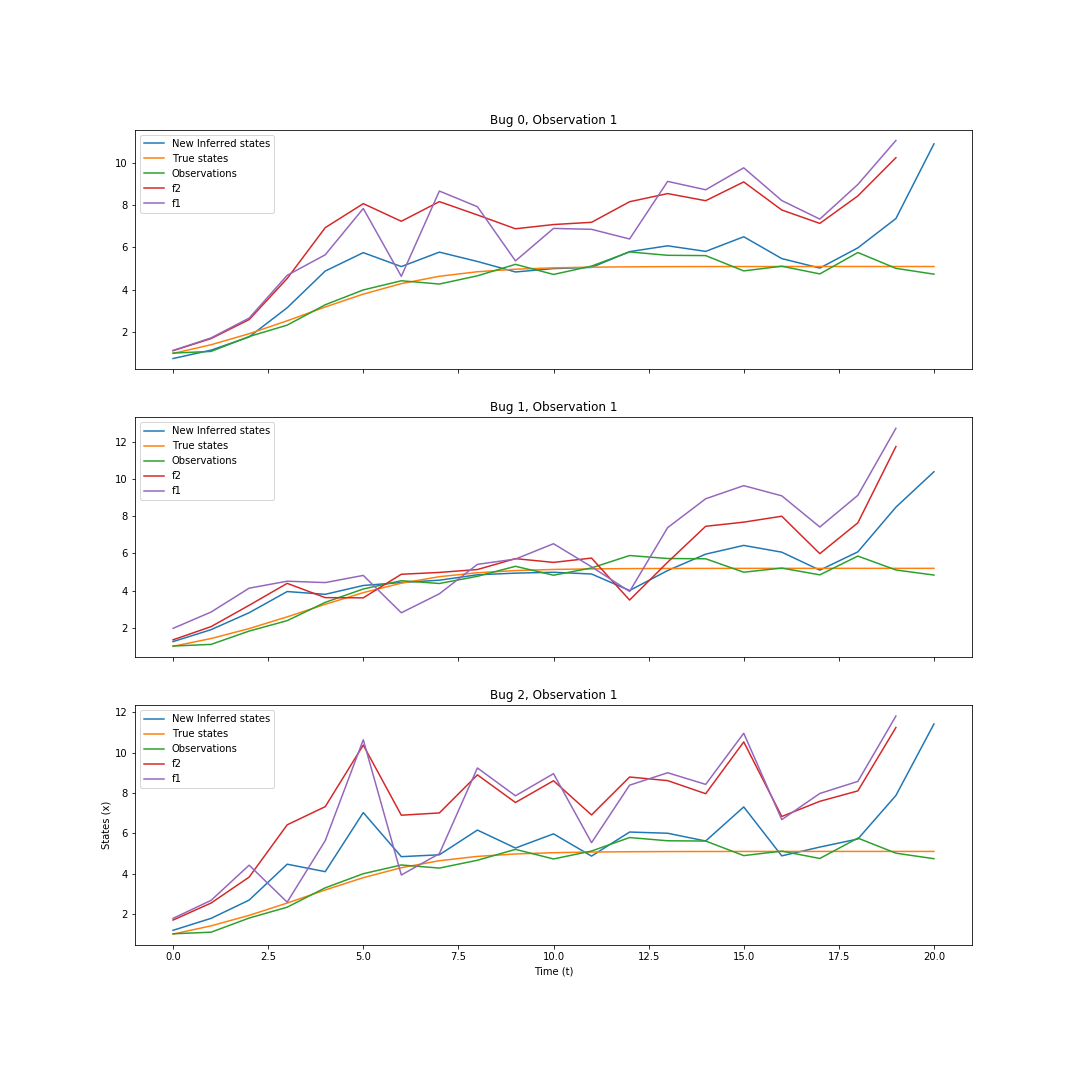 Bug 0, Observation 1
New Inferred states
True states
Observations
f2
f1
10
8
6
4
2
Bug 1, Observation 1
New Inferred states
True states
Observations
f2
f1
12
10
8
6
4
2
Bug 2, Observation 1
New Inferred states
True states
Observations
f2
f1
12
10
8
6
4
2
States (x)
0.0 2.5 5.0 7.5 10.0 12.5 15.0 17.5 20.0
Time (t)